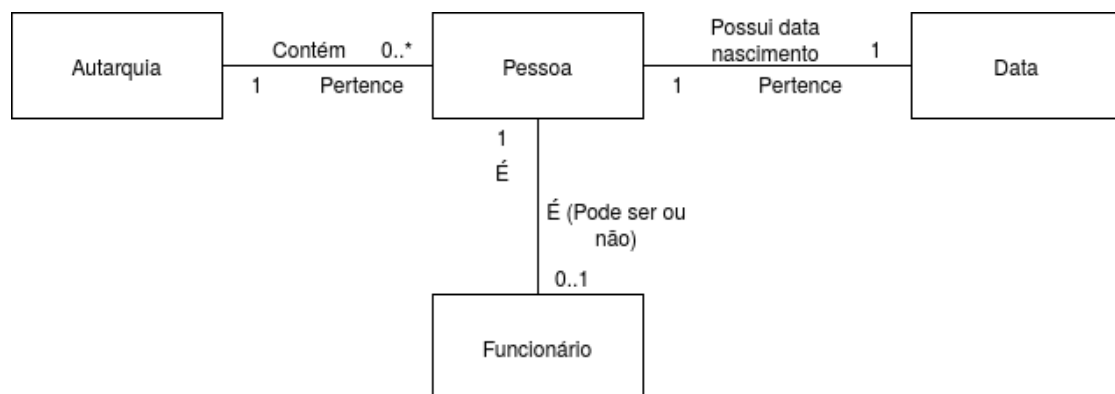 Possui data
nascimento
Contém 0..* 1
Autarquia Pessoa Data
1 Pertence 1 Pertence
1
É
É (Pode ser ou
não)
0..1
Funcionário